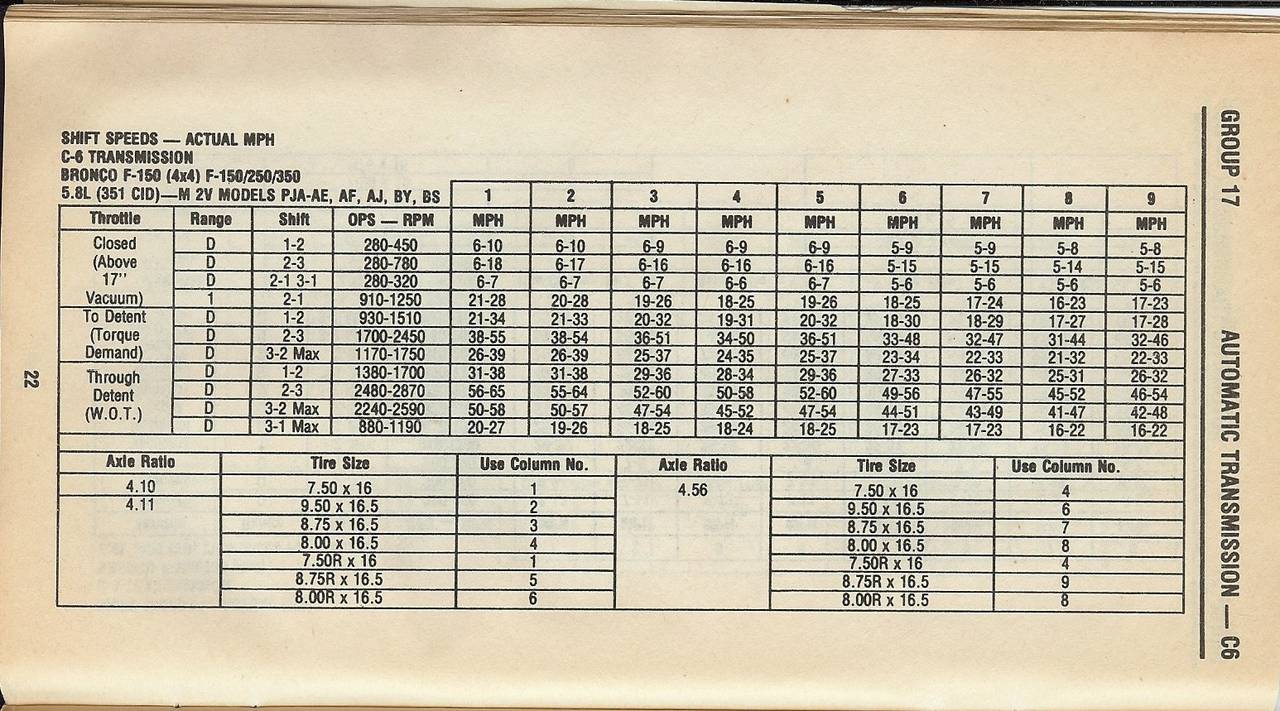 SHIFT SPEEDS — ACTUAL MPH
C-6 TRANSMISSION
BRONCO F-150 (4x4) F-150/250/350
5.8L (351 CID)—M 2V MODELS PJA-AE, AF, AJ, BY, BS 1 2 3 4 5 6 7 8 9
Throttle Range Shift OPS — RPM MPH MPH MPH MPH MPH MPH MPH MPH MPH
Closed D 1-2 280-450 6-10 6-10 6-9 6-9 6-9 5-9 5-9 5-8 5-8
(Above D 2-3 280-780 6-18 6-17 6-16 6-16 6-16 5-15 5-15 5-14 5-15
17'' D 2-1 3-1 280-320 6-7 6-7 6-7 6-6 6-7 5-6 5-6 5-6 5-6
Vacuum) 1 2-1 910-1250 21-28 20-28 19-26 18-25 19-26 18-25 17-24 16-23 17-23
To Detent D 1-2 930-1510 21-34 21-33 20-32 19-31 20-32 18-30 18-29 17-27 17-28
(Torque D 2-3 1700-2450 38-55 38-54 36-51 34-50 36-51 33-48 32-47 31-44 32-46
Demand) D 3-2 Max 1170-1750 26-39 26-39 25-37 24-35 25-37 23-34 22-33 21-32 22-33
Through D 1-2 1380-1700 31-38 31-38 29-36 28-34 29-36 27-33 26-32 25-31 26-32
Detent D 2-3 2480-2870 56-65 55-64 52-60 50-58 52-60 49-56 47-55 45-52 46-54
(W.O.T.) D 3-2 Max 2240-2590 50-58 50-57 47-54 45-52 47-54 44-51 43-49 41-47 42-48
D 3-1 Max 880-1190 20-27 19-26 18-25 18-24 18-25 17-23 17-23 16-22 16-22
Axle Ratio Tire Size Use Column No. Axle Ratio Tire Size Use Column No.
4.10 7.50 x 16 1 4.56 7.50 x 16 4
4.11 9.50 x 16.5 2 9.50 x 16.5 6
8.75 x 16.5 3 8.75 x 16.5 7
8.00 x 16.5 4 8.00 x 16.5 8
7.50R x 16 1 7.50R x 16 4
8.75R x 16.5 5 8.75R x 16.5 9
8.00R x 16.5 6 8.00R x 16.5 8
GROUP 17 AUTOMATIC TRANSMISSION — C6
22